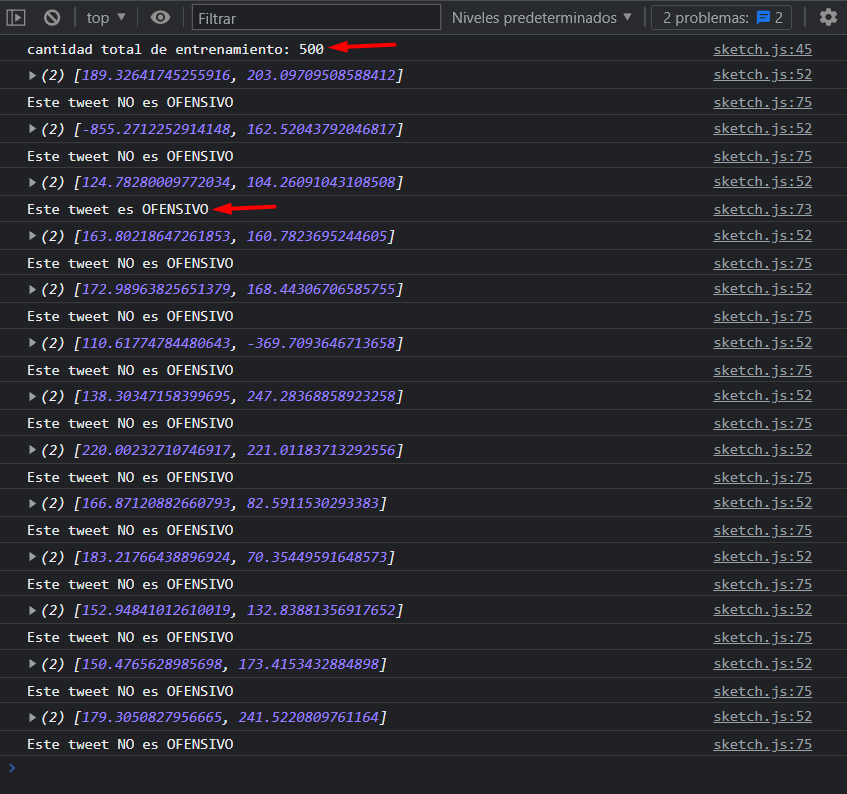 top ▼ Filtrar Niveles predeterminados ▼ 2 problemas: 2
cantidad total de entrenamiento: 500 sketch.js:45
▶(2) [189.32641745255916, 203.09709508588412] sketch.js:52
Este tweet NO es OFENSIVO sketch.js:75
▶(2) [-855.2712252914148, 162.52043792046817] sketch.js:52
Este tweet NO es OFENSIVO sketch.js:75
▶(2) [124.78280009772034, 104.26091043108508] sketch.js:52
Este tweet es OFENSIVO sketch.js:73
▶(2) [163.80218647261853, 160.7823695244605] sketch.js:52
Este tweet NO es OFENSIVO sketch.js:75
▶(2) [172.98963825651379, 168.44306706585755] sketch.js:52
Este tweet NO es OFENSIVO sketch.js:75
▶(2) [110.61774784480643, -369.7093646713658] sketch.js:52
Este tweet NO es OFENSIVO sketch.js:75
▶(2) [138.30347158399695, 247.28368858923258] sketch.js:52
Este tweet NO es OFENSIVO sketch.js:75
▶(2) [220.00232710746917, 221.01183713292556] sketch.js:52
Este tweet NO es OFENSIVO sketch.js:75
▶(2) [166.87120882660793, 82.5911530293383] sketch.js:52
Este tweet NO es OFENSIVO sketch.js:75
▶(2) [183.21766438896924, 70.35449591648573] sketch.js:52
Este tweet NO es OFENSIVO sketch.js:75
▶(2) [152.94841012610019, 132.83881356917652] sketch.js:52
Este tweet NO es OFENSIVO sketch.js:75
▶(2) [150.4765628985698, 173.4153432884898] sketch.js:52
Este tweet NO es OFENSIVO sketch.js:75
▶(2) [179.3050827956665, 241.5220809761164] sketch.js:52
Este tweet NO es OFENSIVO sketch.js:75